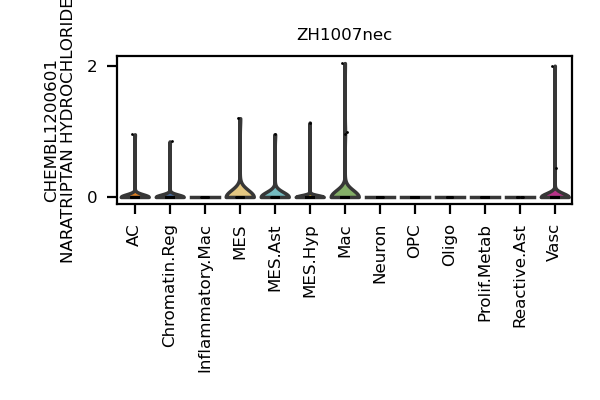 ZH1007nec
CHEMBL1200601
NARATRIPTAN HYDROCHLORIDE
2
0
AC
Chromatin.Reg
Inflammatory.Mac
MES
MES.Ast
MES.Hyp
Mac
Neuron
OPC
Oligo
Prolif.Metab
Reactive.Ast
Vasc